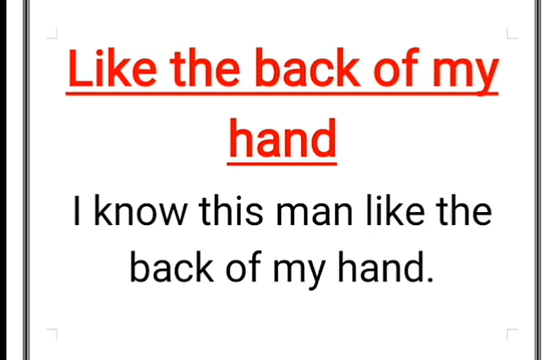 Like the back of my
hand
I know this man like the
back of my hand.